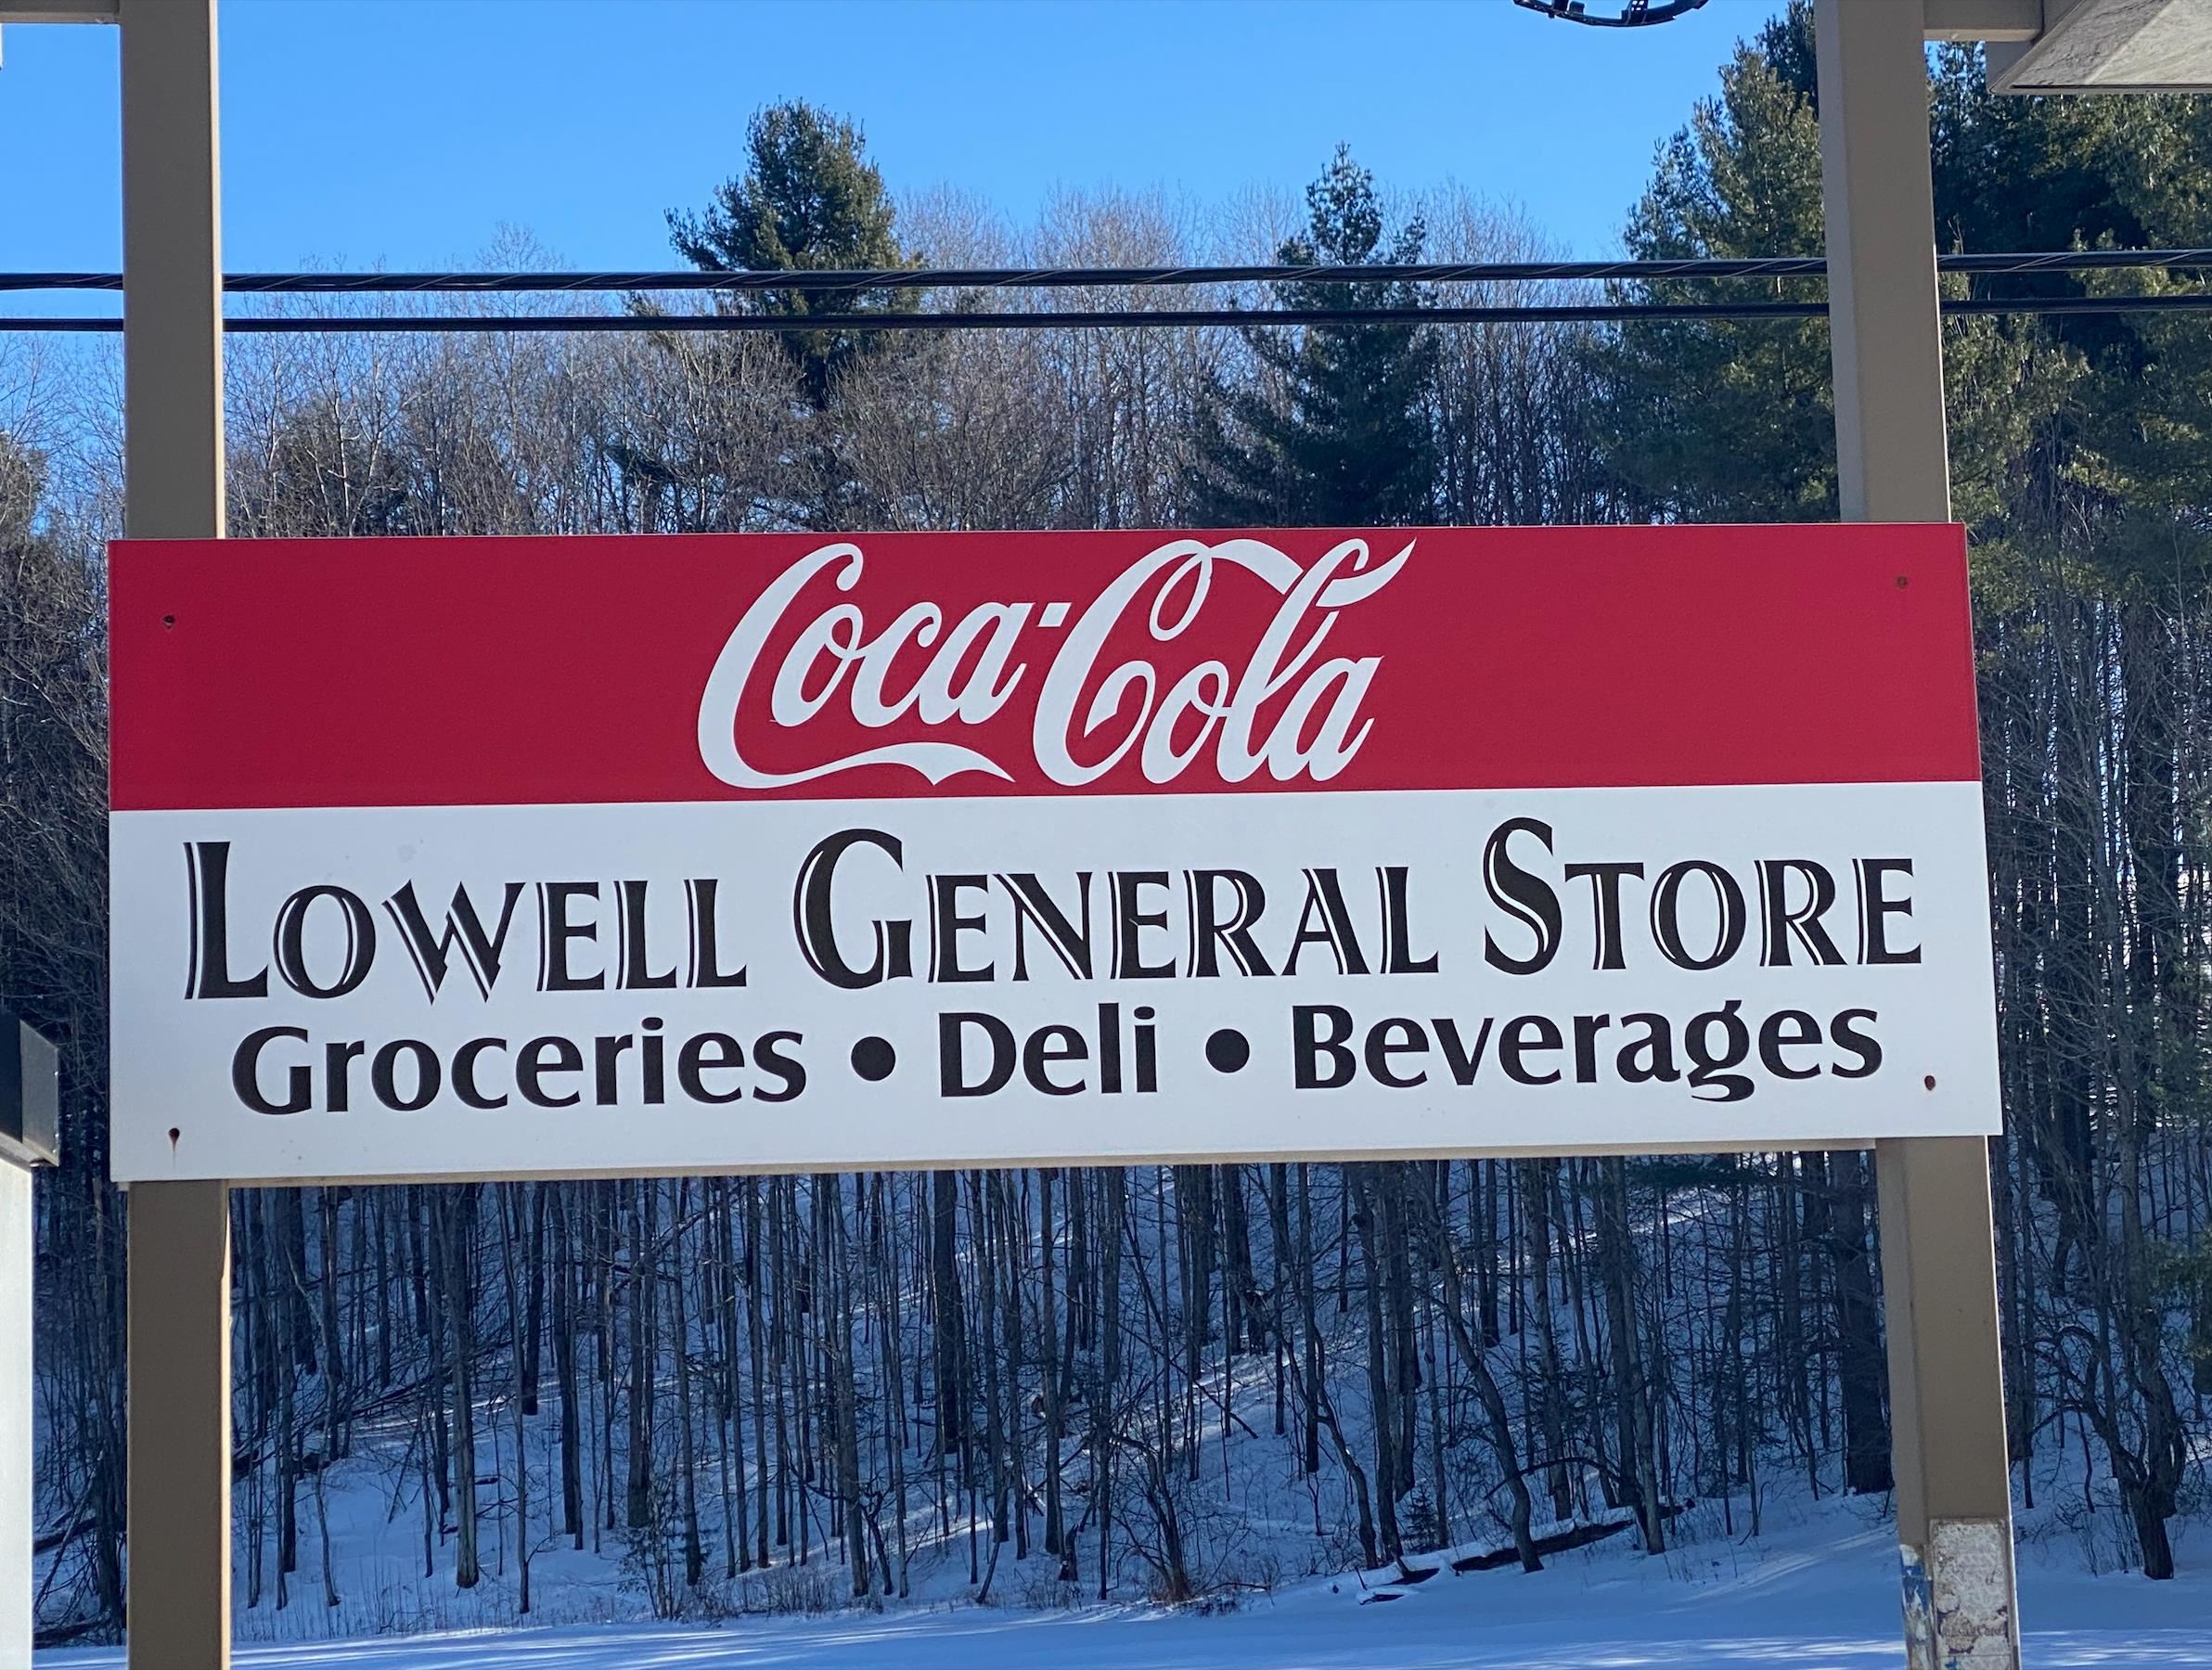 Coca-Cola
LOWELL GENERAL STORE
Groceries • Deli • Beverages